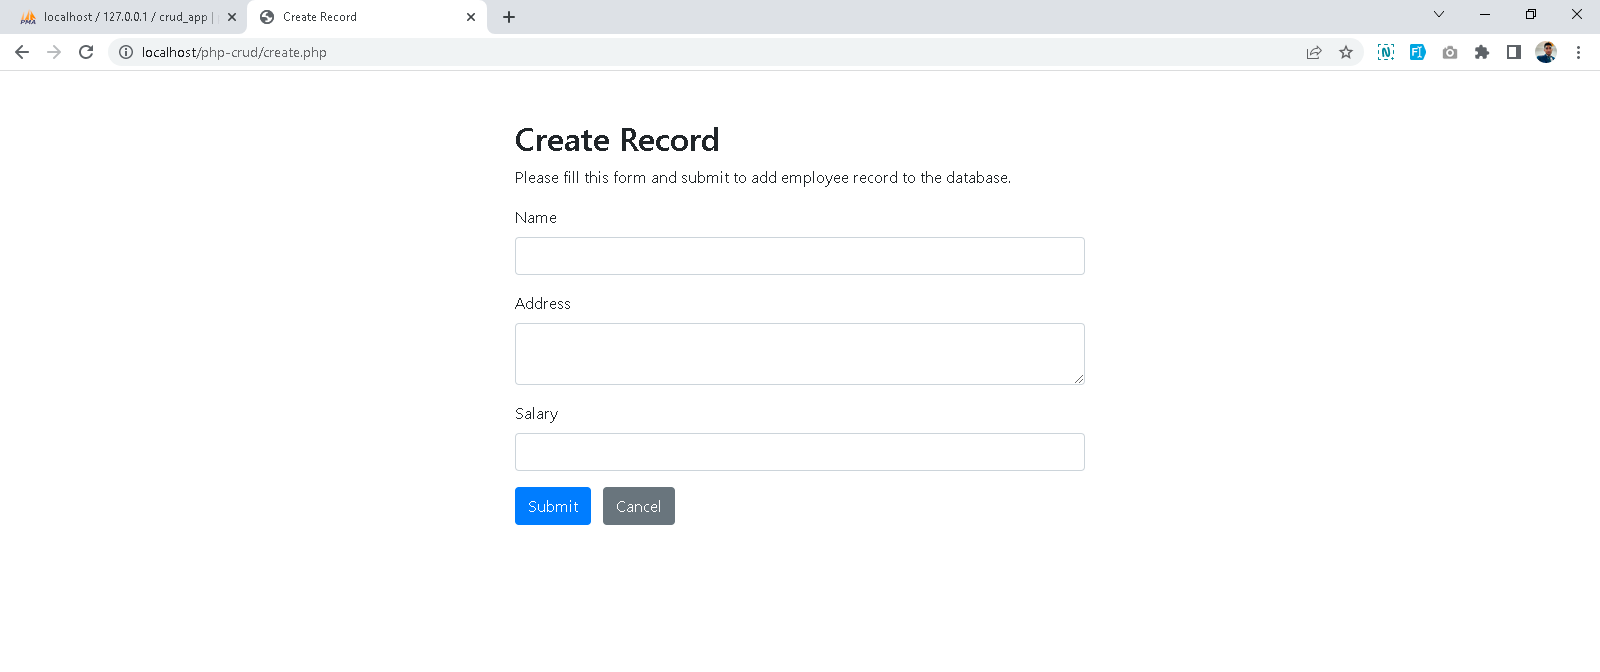 localhost / 127.0.0.1 / crud_app |
Create Record
localhost/php-crud/create.php
Create Record
Please fill this form and submit to add employee record to the database.
Name
Address
Salary
Submit
Cancel